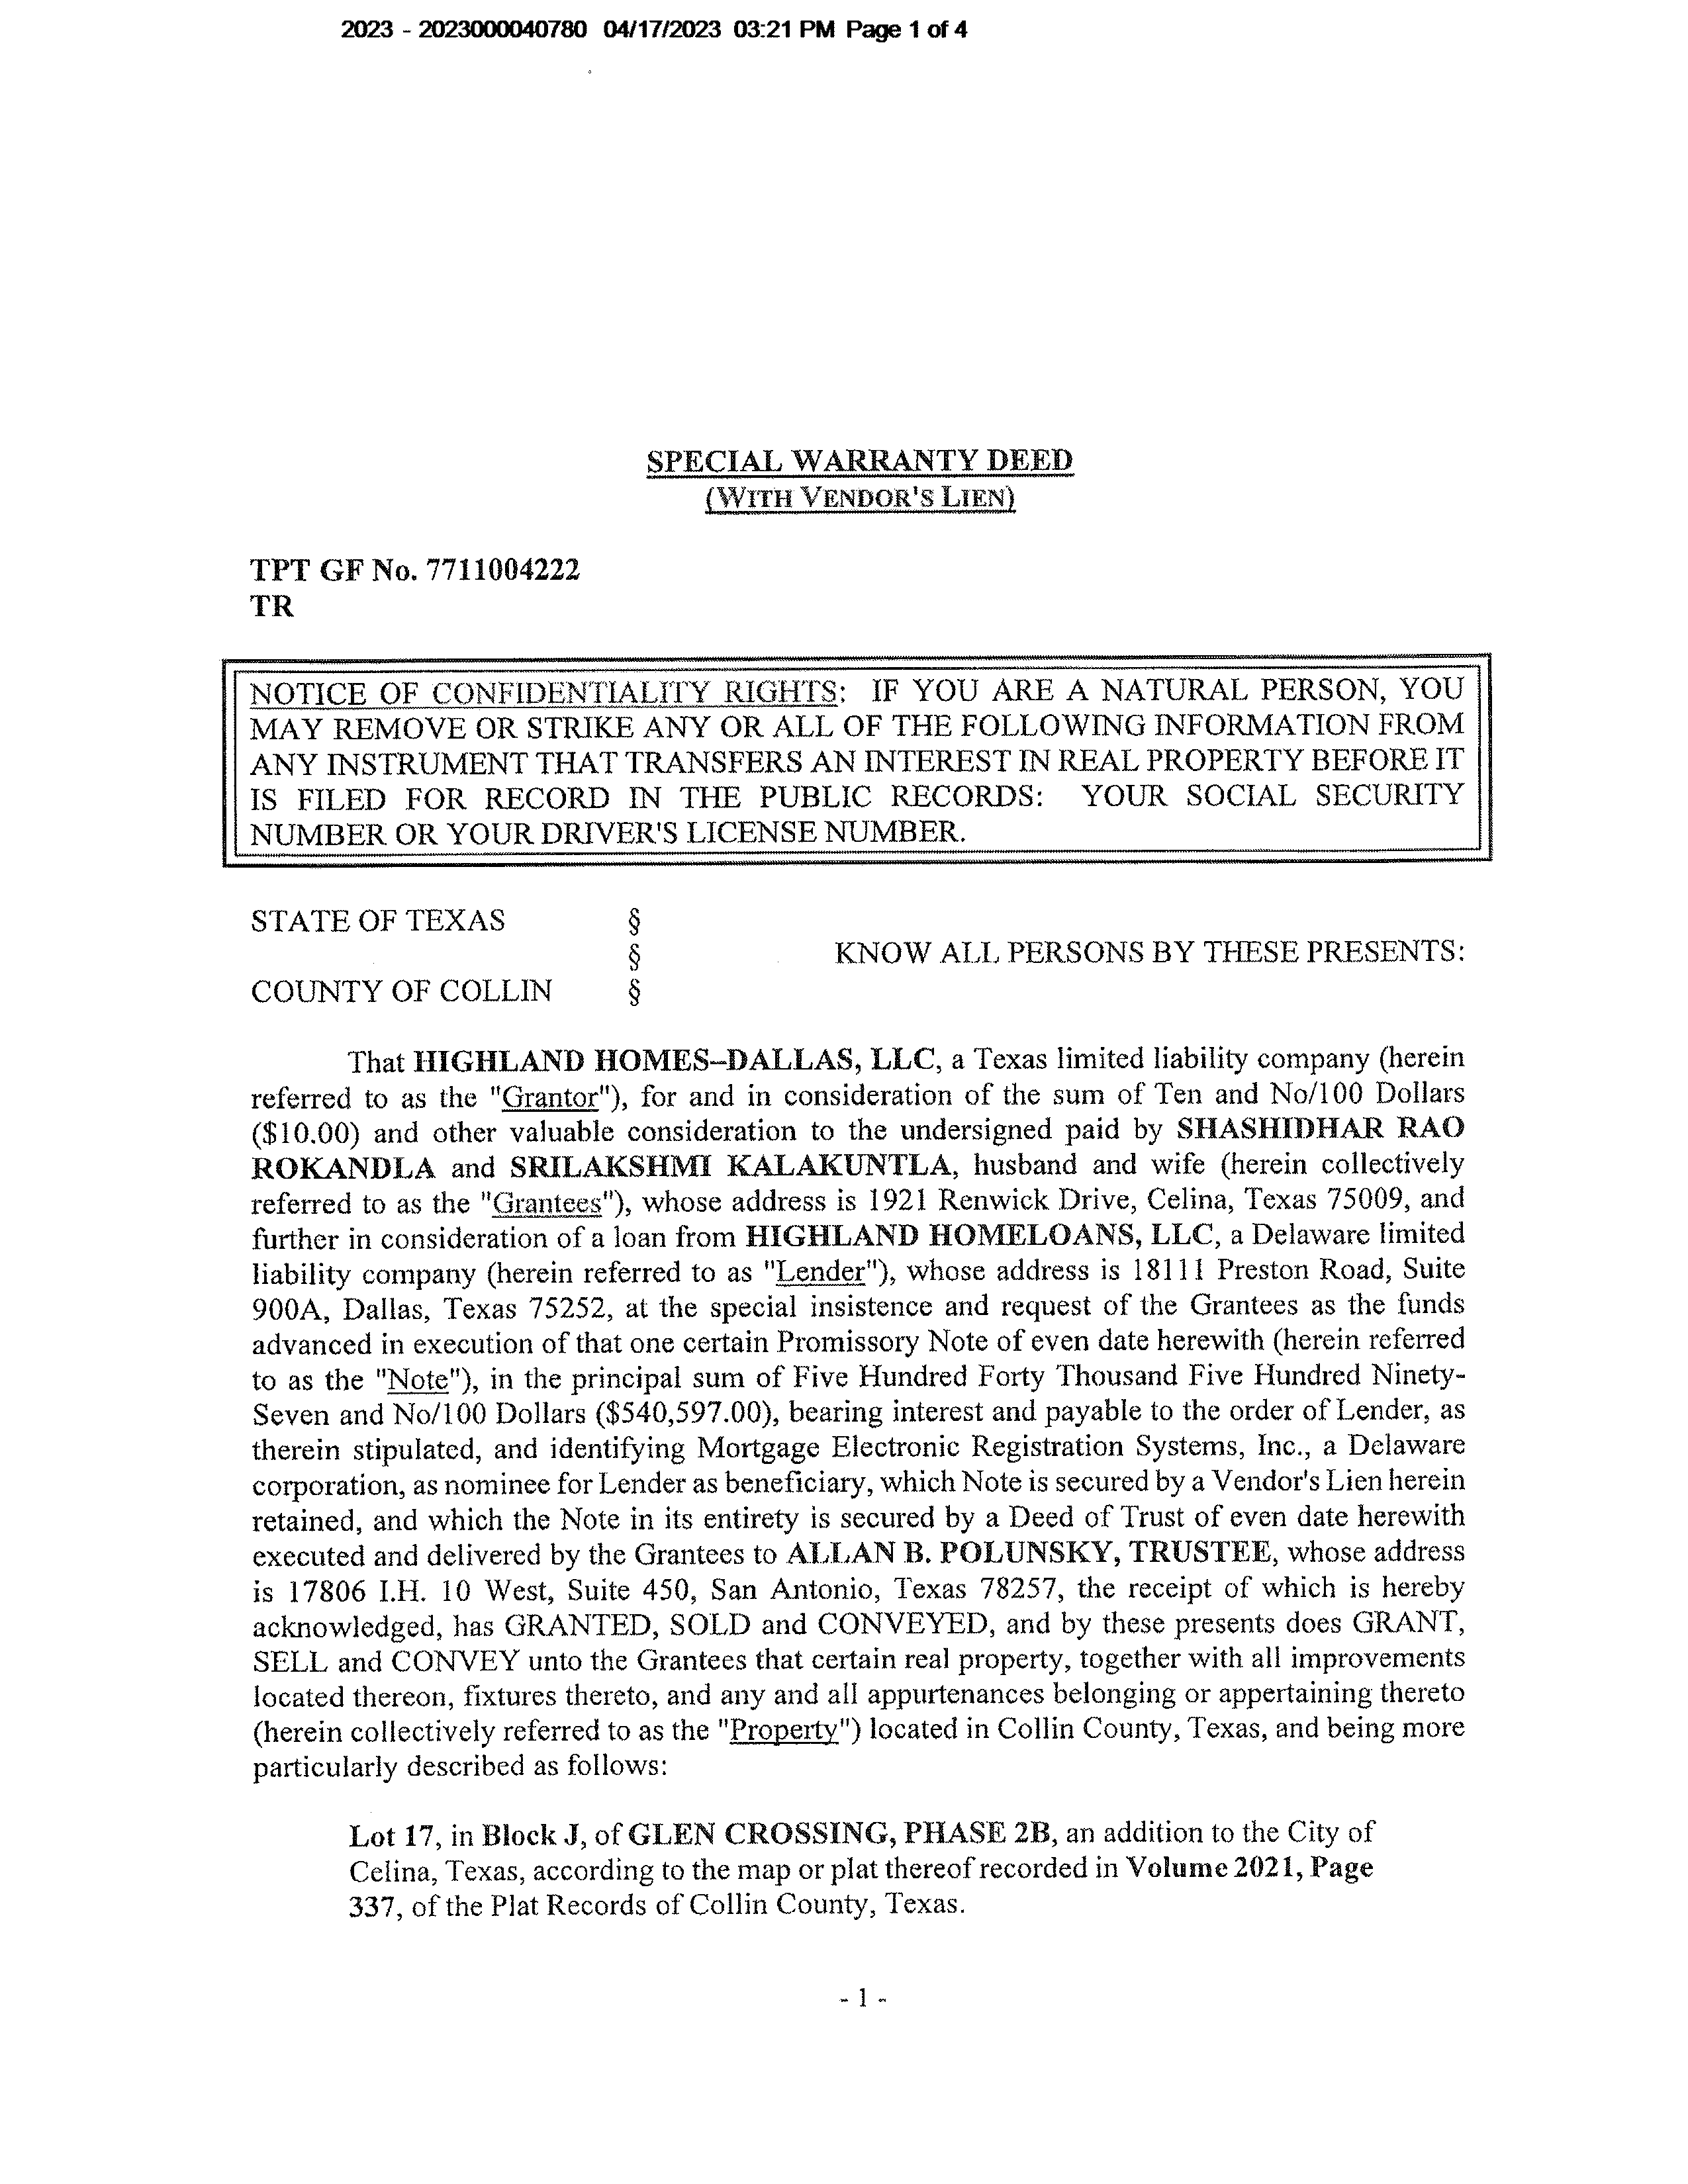 2023 - 2023000040780 04/17/2023 03:21 PM Page 1 of 4
SPECIAL WARRANTY DEED
(WITH VENDOR'S LIEN)
TPT GF No. 7711004222
TR
NOTICE OF CONFIDENTIALITY RIGHTS: IF YOU ARE A NATURAL PERSON, YOU
MAY REMOVE OR STRIKE ANY OR ALL OF THE FOLLOWING INFORMATION FROM
ANY INSTRUMENT THAT TRANSFERS AN INTEREST IN REAL PROPERTY BEFORE IT
IS FILED FOR RECORD IN THE PUBLIC RECORDS: YOUR SOCIAL SECURITY
NUMBER OR YOUR DRIVER'S LICENSE NUMBER.
STATE OF TEXAS §
§ KNOW ALL PERSONS BY THESE PRESENTS:
COUNTY OF COLLIN §
That HIGHLAND HOMES–DALLAS, LLC, a Texas limited liability company (herein
referred to as the "Grantor"), for and in consideration of the sum of Ten and No/100 Dollars
($10.00) and other valuable consideration to the undersigned paid by SHASHIDHAR RAO
ROKANDLA and SRILAKSHMI KALAKUNTLA, husband and wife (herein collectively
referred to as the "Grantees"), whose address is 1921 Renwick Drive, Celina, Texas 75009, and
further in consideration of a loan from HIGHLAND HOMELOANS, LLC, a Delaware limited
liability company (herein referred to as "Lender"), whose address is 18111 Preston Road, Suite
900A, Dallas, Texas 75252, at the special insistence and request of the Grantees as the funds
advanced in execution of that one certain Promissory Note of even date herewith (herein referred
to as the "Note"), in the principal sum of Five Hundred Forty Thousand Five Hundred Ninety-
Seven and No/100 Dollars ($540,597.00), bearing interest and payable to the order of Lender, as
therein stipulated, and identifying Mortgage Electronic Registration Systems, Inc., a Delaware
corporation, as nominee for Lender as beneficiary, which Note is secured by a Vendor's Lien herein
retained, and which the Note in its entirety is secured by a Deed of Trust of even date herewith
executed and delivered by the Grantees to ALLAN B. POLUNSKY, TRUSTEE, whose address
is 17806 I.H. 10 West, Suite 450, San Antonio, Texas 78257, the receipt of which is hereby
acknowledged, has GRANTED, SOLD and CONVEYED, and by these presents does GRANT,
SELL and CONVEY unto the Grantees that certain real property, together with all improvements
located thereon, fixtures thereto, and any and all appurtenances belonging or appertaining thereto
(herein collectively referred to as the "Property") located in Collin County, Texas, and being more
particularly described as follows:
Lot 17, in Block J, of GLEN CROSSING, PHASE 2B, an addition to the City of
Celina, Texas, according to the map or plat thereof recorded in Volume 2021, Page
337, of the Plat Records of Collin County, Texas.
- 1 -